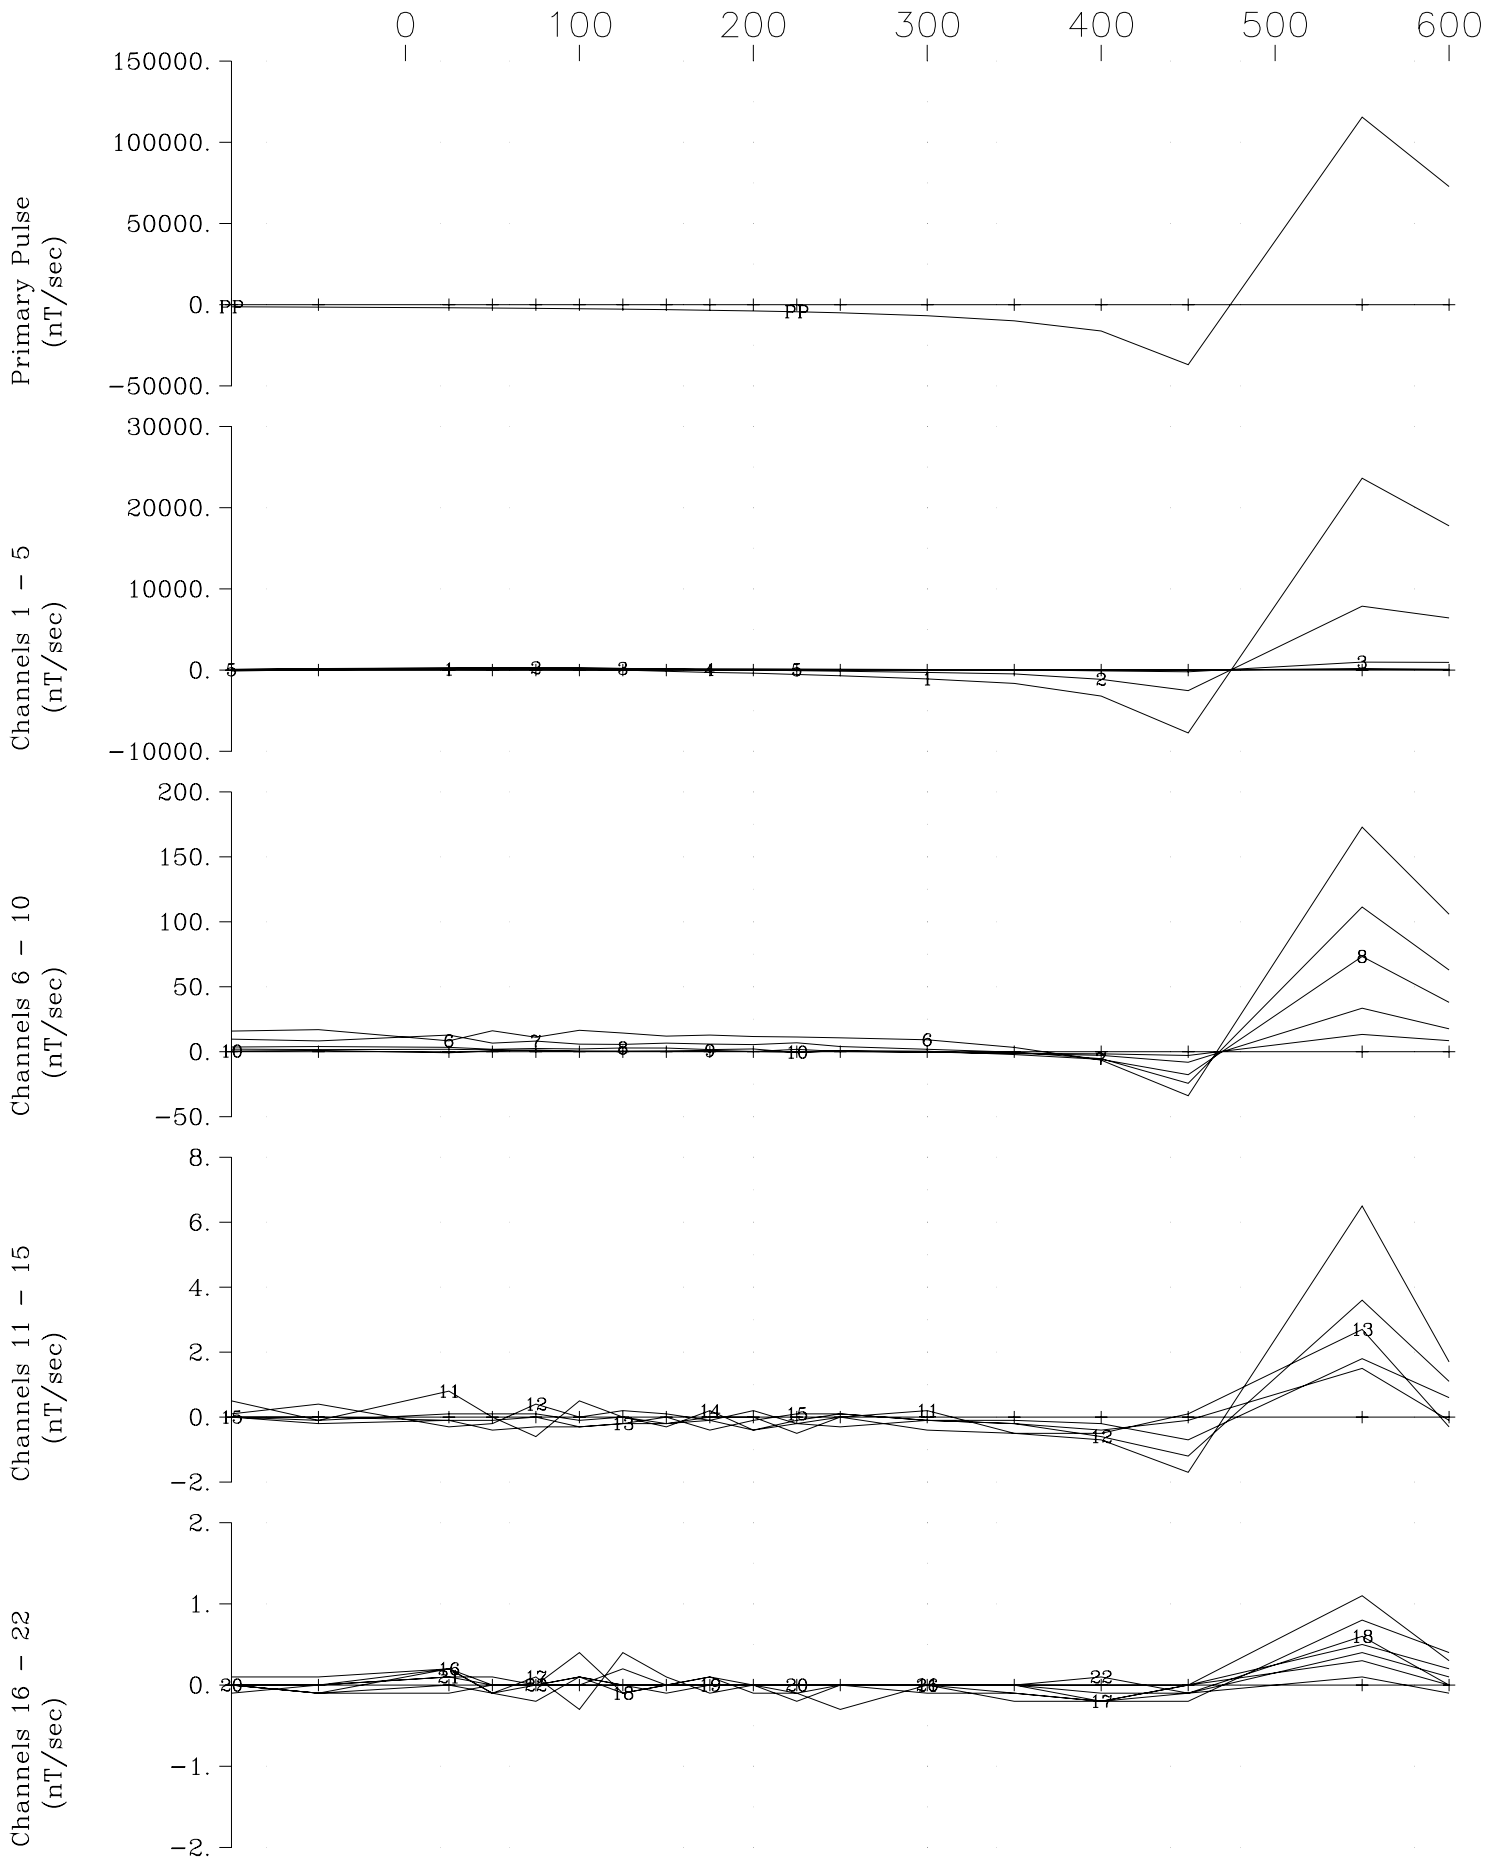 0 100 200 300 400 500 600
150000.
100000.
50000.
0.
-50000.
Primary Pulse
(nT/sec)
PP PP
30000.
20000.
10000.
0.
-10000.
Channels 1 - 5
(nT/sec)
5 1 2 3 4 5 1 2 3
200.
150.
100.
50.
0.
-50.
Channels 6 - 10
(nT/sec)
10 6 7 8 9 10 6 7 8
8.
6.
4.
2.
0.
-2.
Channels 11 - 15
(nT/sec)
15 11 12 13 14 15 11 12 13
2.
1.
0.
-1.
-2.
Channels 16 - 22
(nT/sec)
20 16 21 17 22 18 19 20 22 17 18